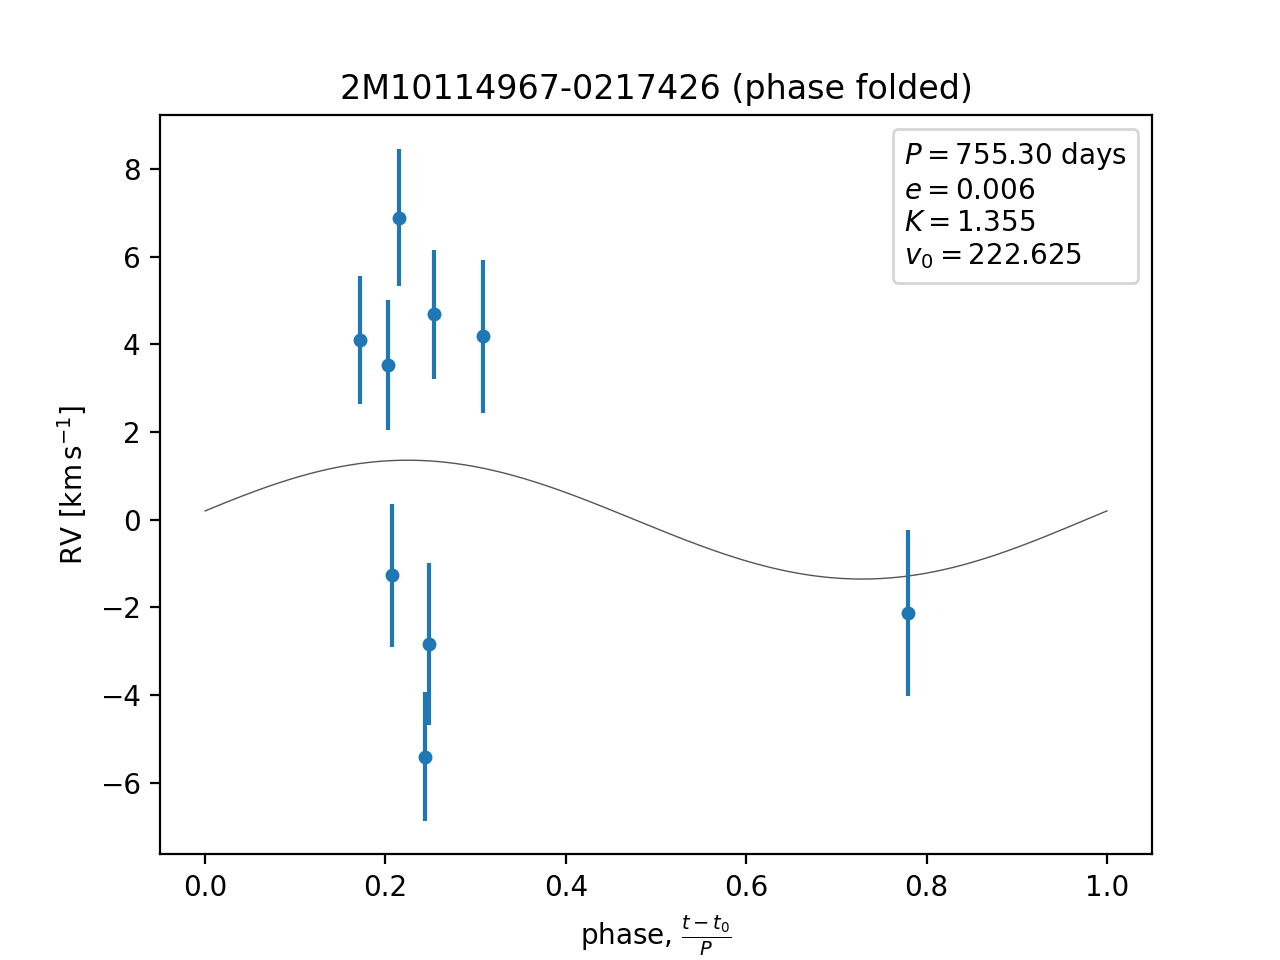 2M10114967-0217426 (phase folded)
P = 755.30 days
e = 0.006
K = 1.355
v₀ = 222.625
8
6
4
2
0
−2
−4
−6
RV [km s⁻¹]
0.0 0.2 0.4 0.6 0.8 1.0
phase, (t − t₀)/P